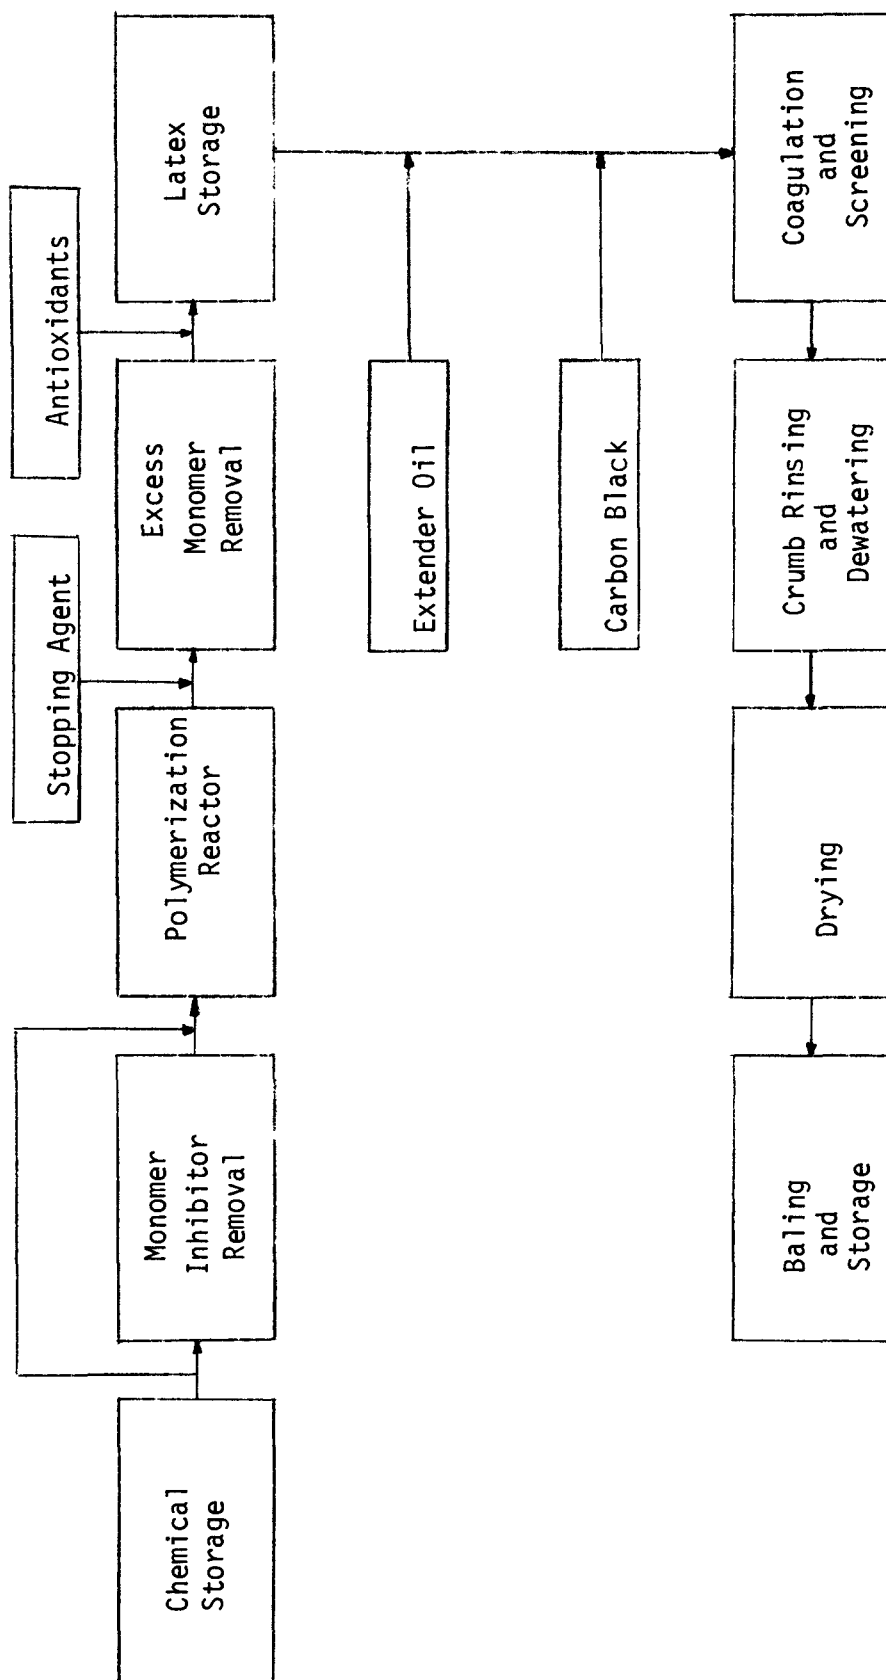 Chemical
Storage
Monomer
Inhibitor
Removal
Polymerization
Reactor
Stopping Agent
Excess
Monomer
Removal
Antioxidants
Latex
Storage
Extender Oil
Carbon Black
Coagulation
and
Screening
Crumb Rinsing
and
Dewatering
Drying
Baling
and
Storage